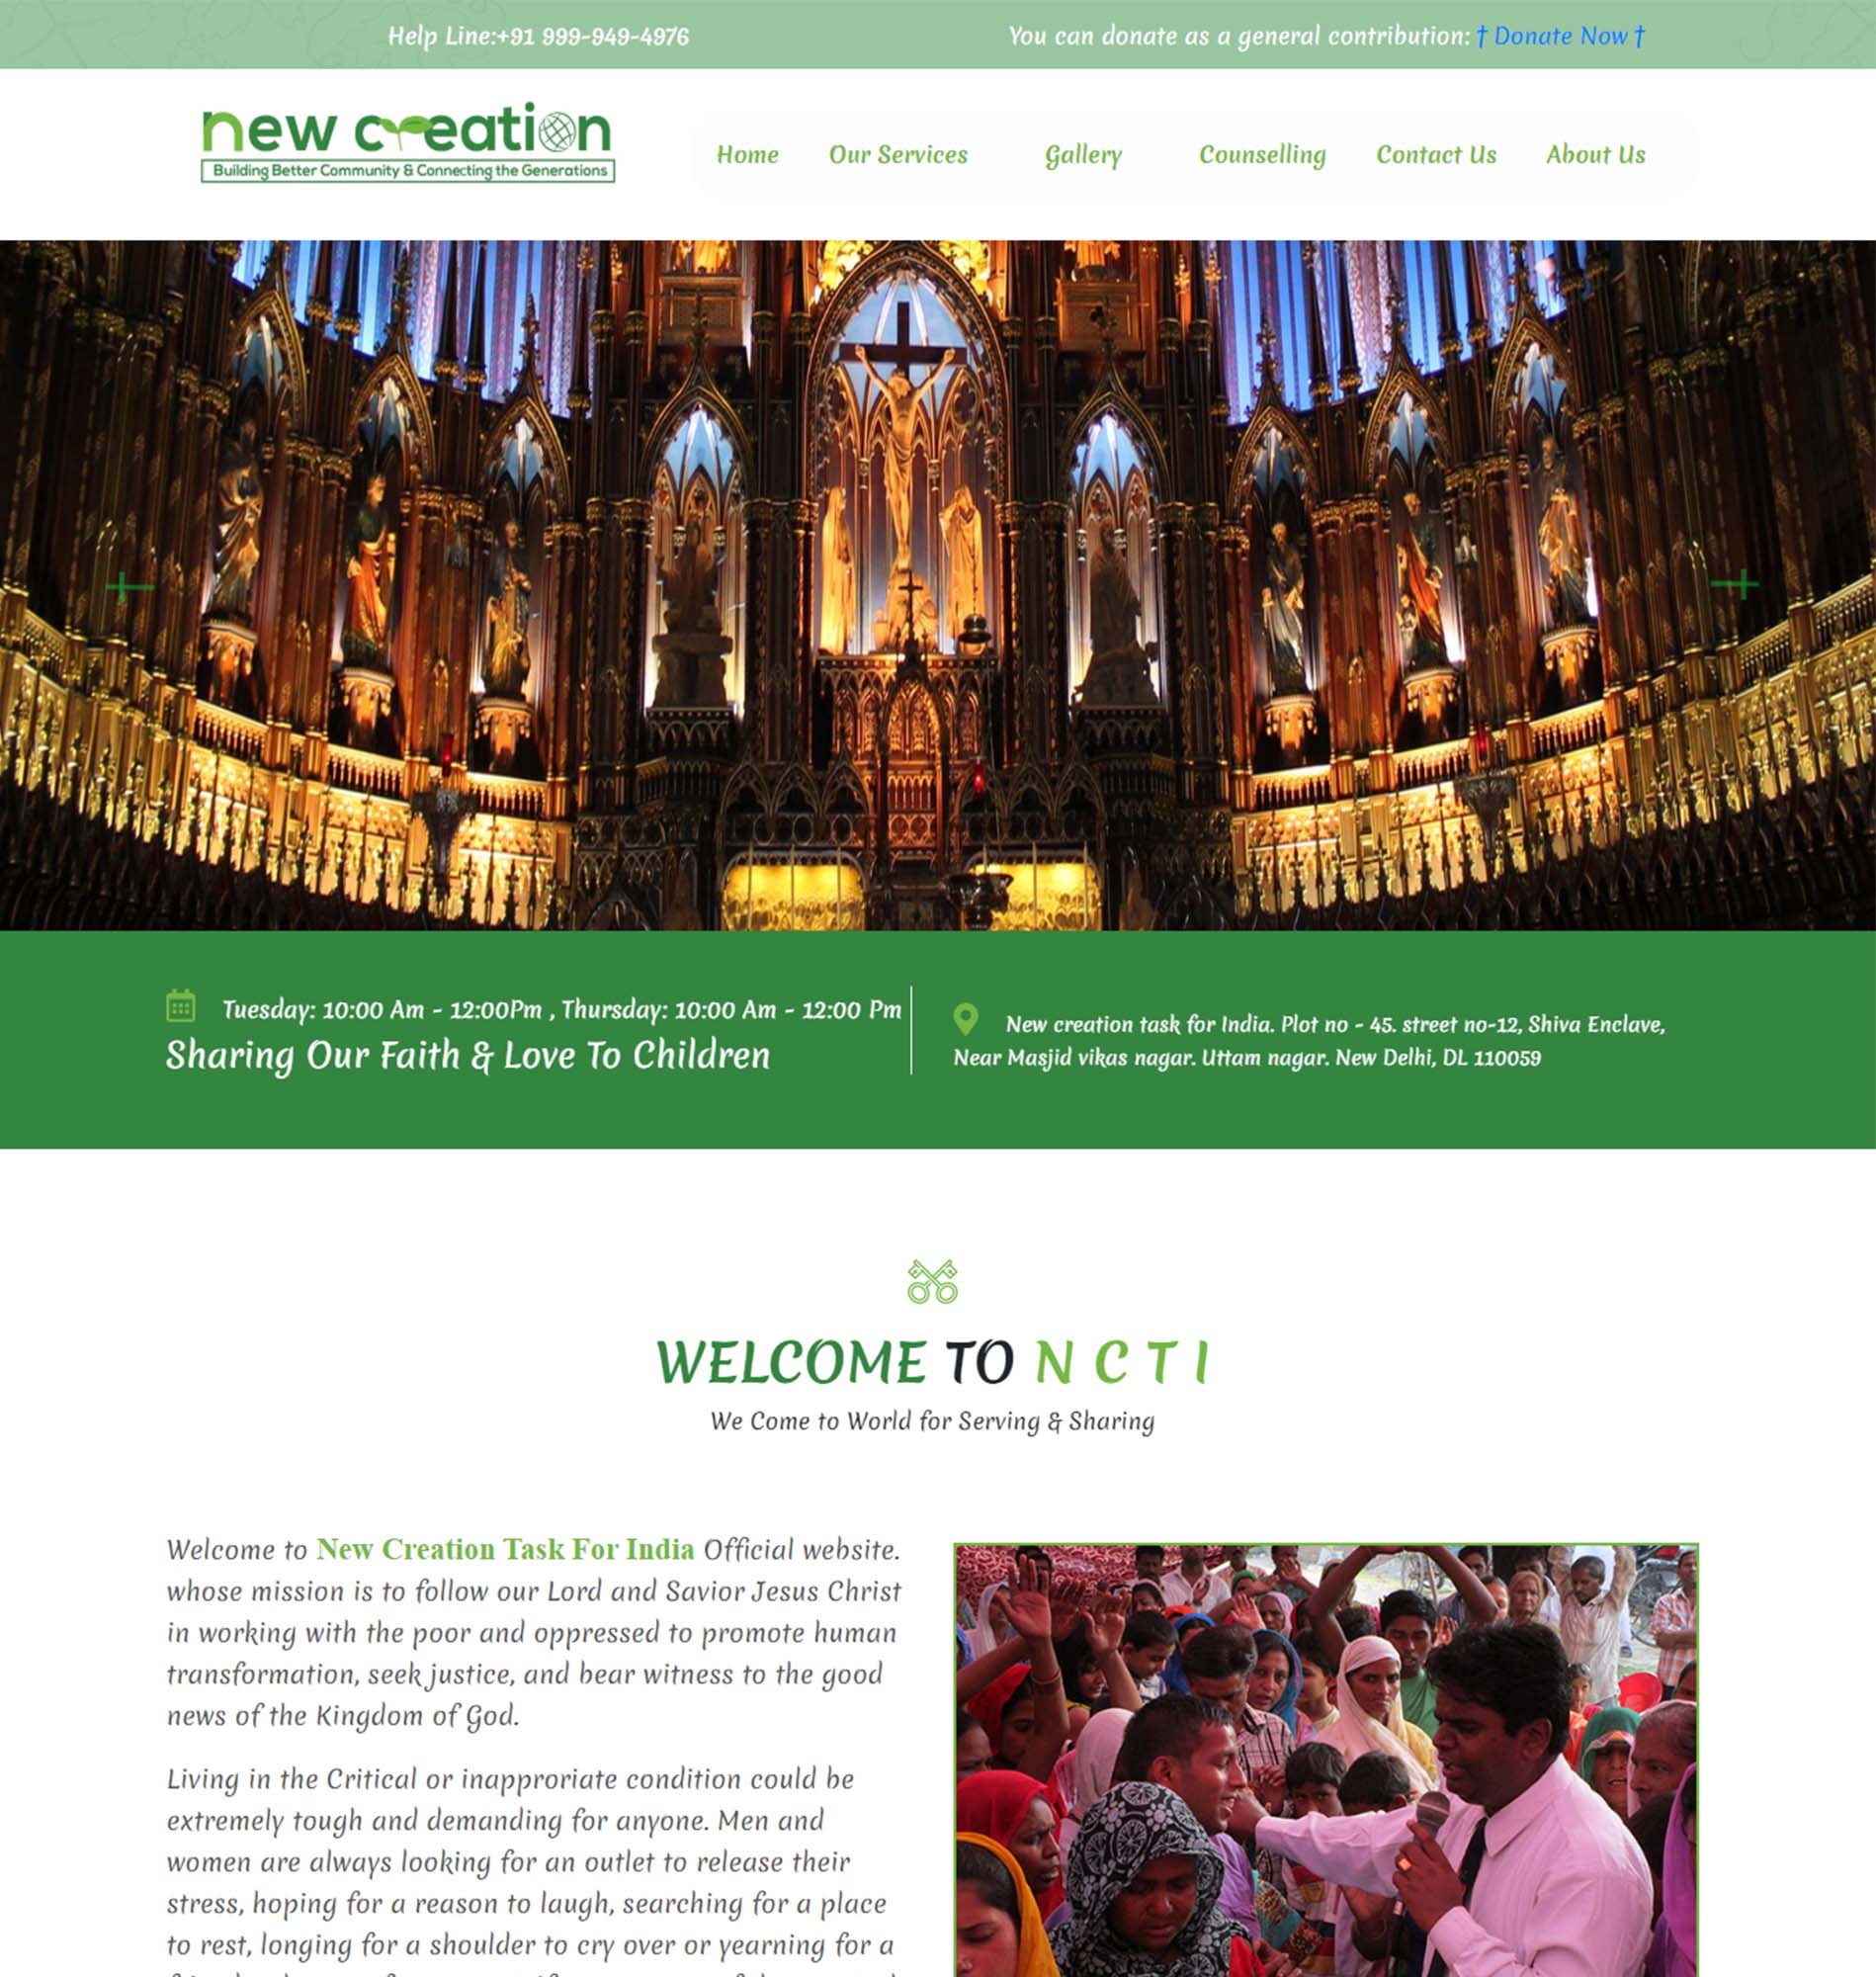 Help Line:+91 999-949-4976
You can donate as a general contribution: † Donate Now †
new creation
Building Better Community & Connecting the Generations
Home Our Services Gallery Counselling Contact Us About Us
Tuesday: 10:00 Am - 12:00Pm , Thursday: 10:00 Am - 12:00 Pm
Sharing Our Faith & Love To Children
New creation task for India. Plot no - 45. street no-12, Shiva Enclave,
Near Masjid vikas nagar. Uttam nagar. New Delhi, DL 110059
WELCOME TO N C T I
We Come to World for Serving & Sharing
Welcome to New Creation Task For India Official website.
whose mission is to follow our Lord and Savior Jesus Christ
in working with the poor and oppressed to promote human
transformation, seek justice, and bear witness to the good
news of the Kingdom of God.
Living in the Critical or inapproriate condition could be
extremely tough and demanding for anyone. Men and
women are always looking for an outlet to release their
stress, hoping for a reason to laugh, searching for a place
to rest, longing for a shoulder to cry over or yearning for a